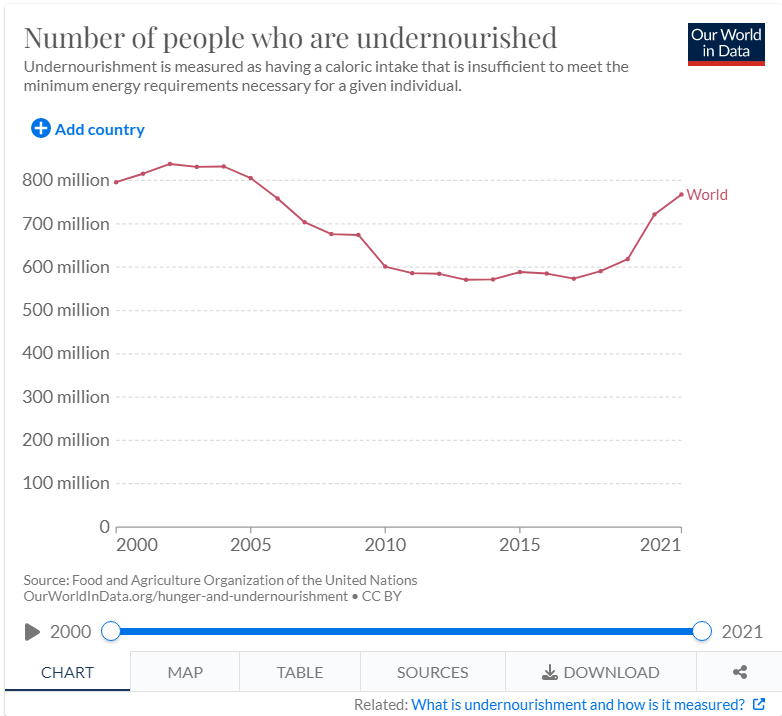 Number of people who are undernourished
Our World
in Data
Undernourishment is measured as having a caloric intake that is insufficient to meet the
minimum energy requirements necessary for a given individual.
Add country
800 million
World
700 million
600 million
500 million
400 million
300 million
200 million
100 million
0
2000 2005 2010 2015 2021
Source: Food and Agriculture Organization of the United Nations
OurWorldInData.org/hunger-and-undernourishment • CC BY
2000 2021
CHART MAP TABLE SOURCES DOWNLOAD
Related: What is undernourishment and how is it measured?